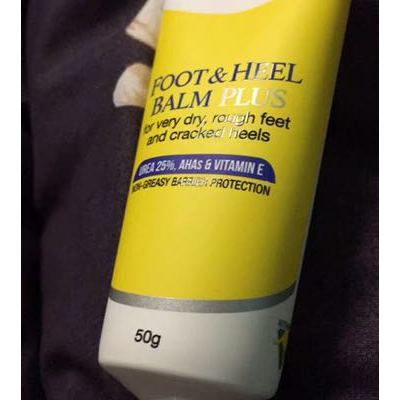 FOOT & HEEL
BALM PLUS
for very dry, rough feet
and cracked heels
UREA 25%, AHAs & VITAMIN E
NON-GREASY BARRIER PROTECTION
50g